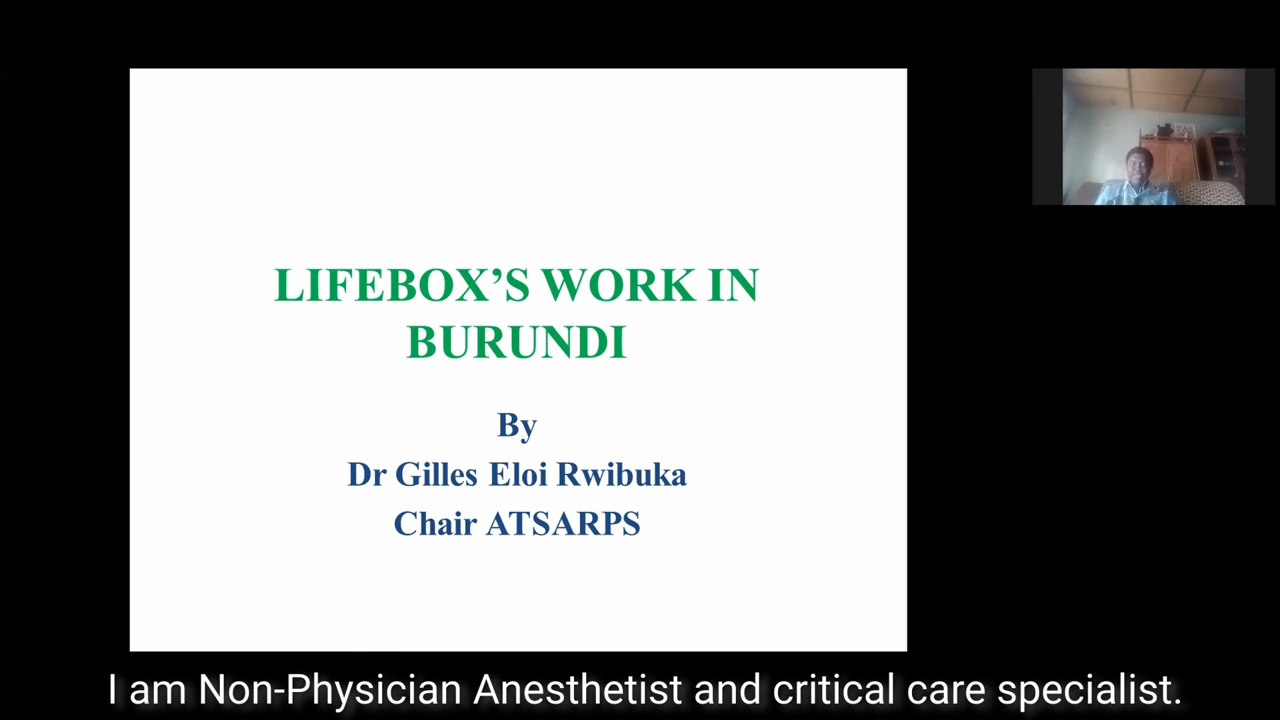 LIFEBOX’S WORK IN
BURUNDI
By
Dr Gilles Eloi Rwibuka
Chair ATSARPS
I am Non-Physician Anesthetist and critical care specialist.